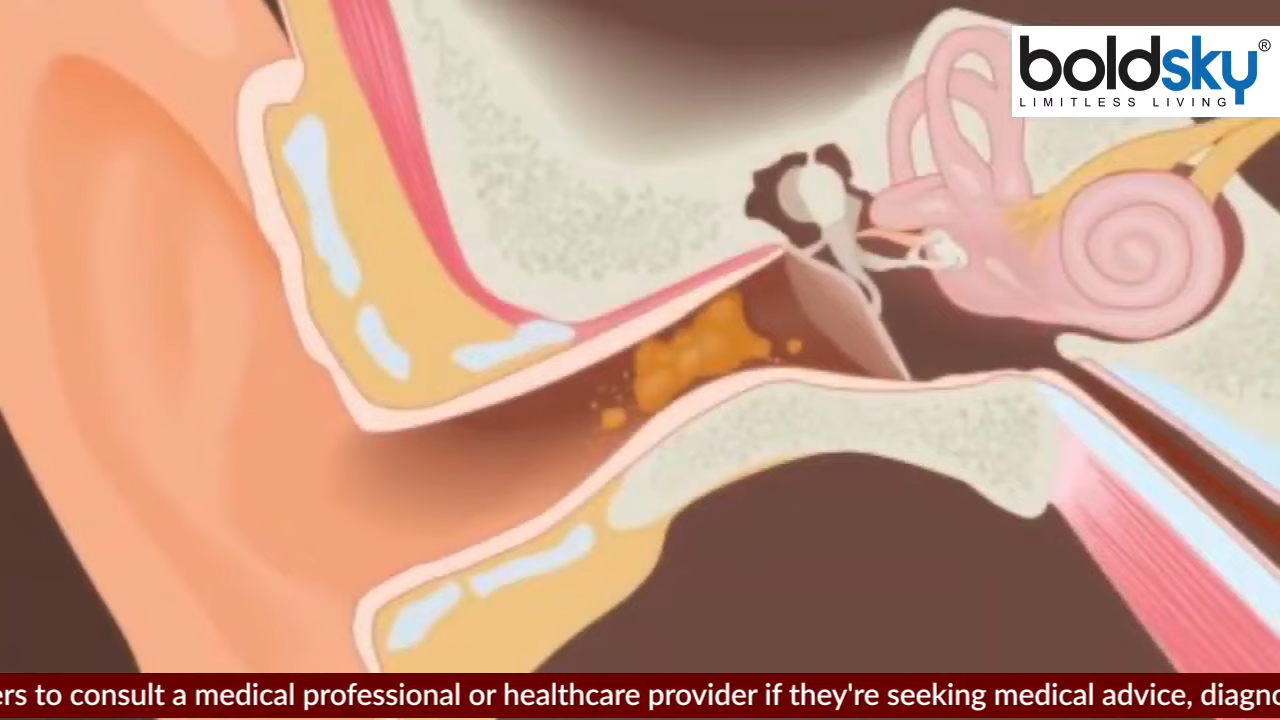 boldsky®
LIMITLESS LIVING
ers to consult a medical professional or healthcare provider if they're seeking medical advice, diagno